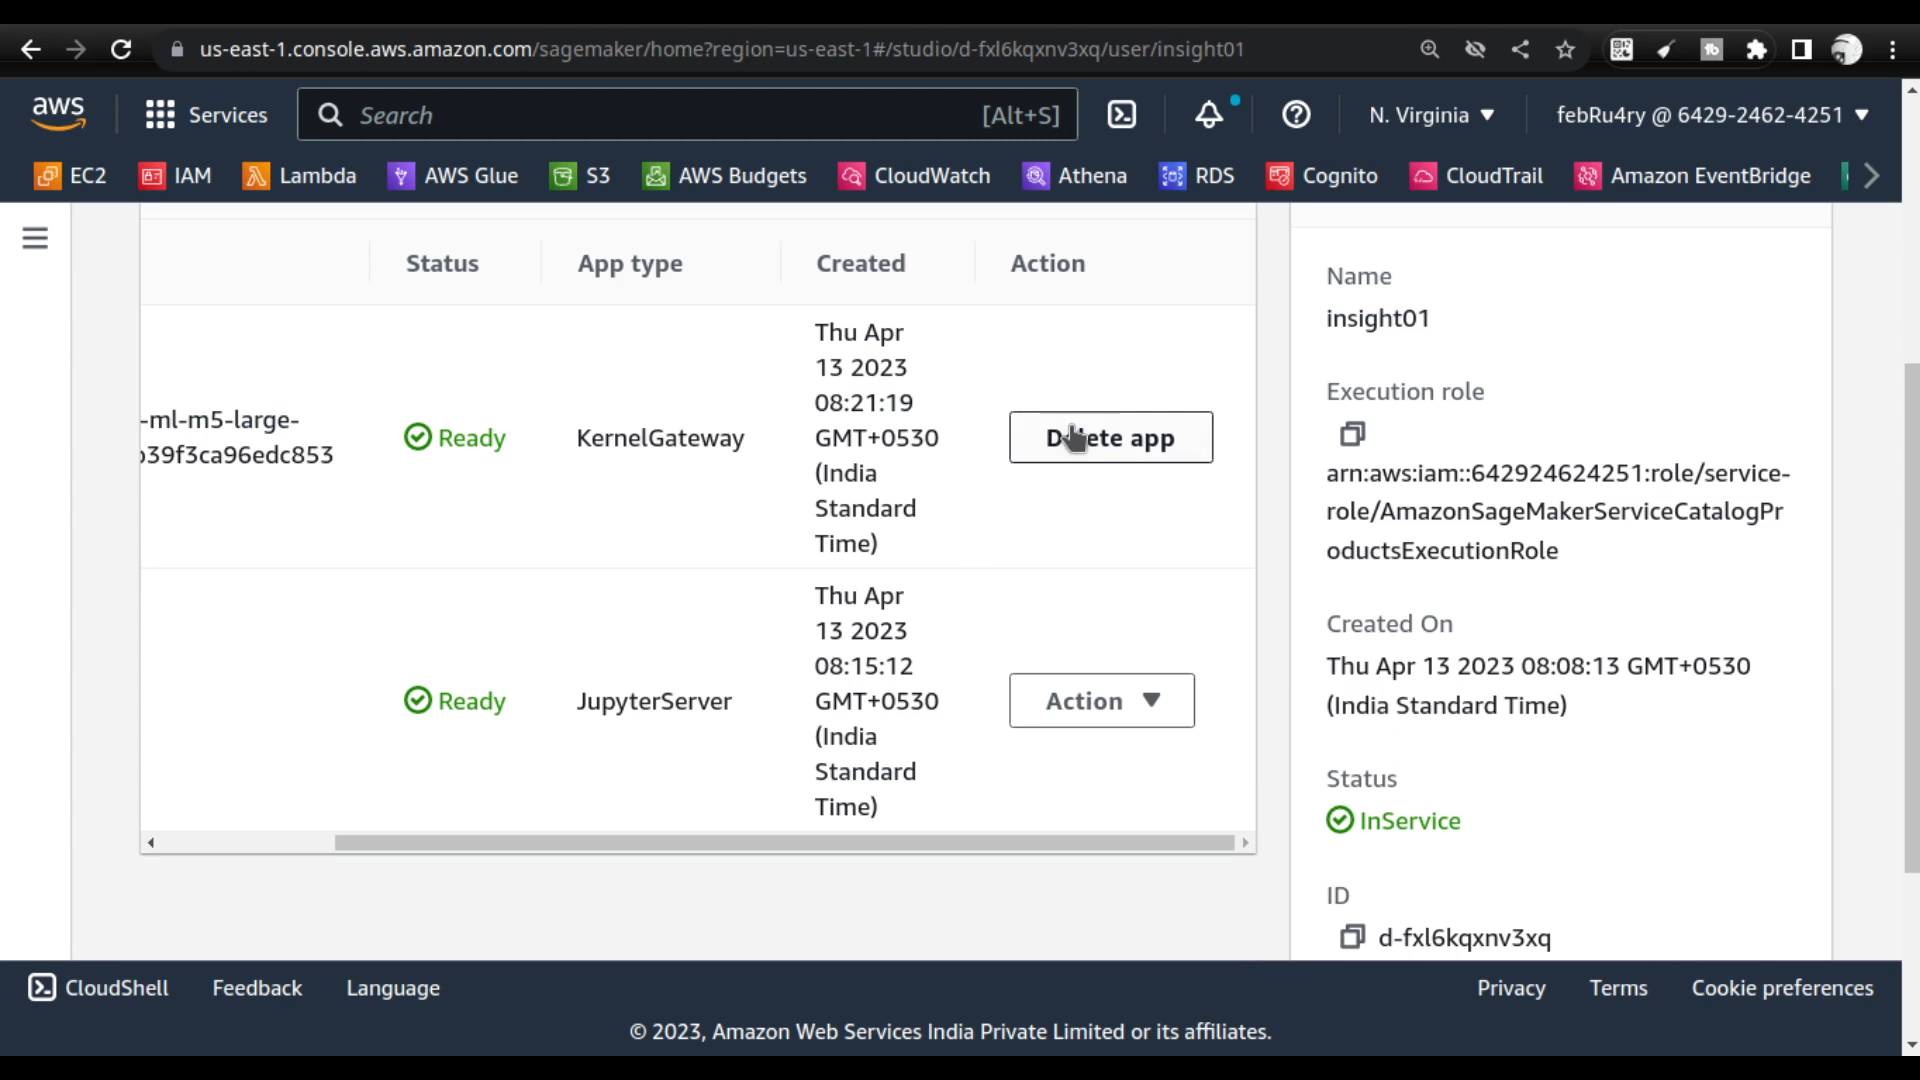 us-east-1.console.aws.amazon.com/sagemaker/home?region=us-east-1#/studio/d-fxl6kqxnv3xq/user/insight01
aws
Services
Search
[Alt+S]
N. Virginia
febRu4ry @ 6429-2462-4251
EC2
IAM
Lambda
AWS Glue
S3
AWS Budgets
CloudWatch
Athena
RDS
Cognito
CloudTrail
Amazon EventBridge
Status
App type
Created
Action
-ml-m5-large-
39f3ca96edc853
Ready
KernelGateway
Thu Apr
13 2023
08:21:19
GMT+0530
(India
Standard
Time)
Delete app
Ready
JupyterServer
Thu Apr
13 2023
08:15:12
GMT+0530
(India
Standard
Time)
Action
Name
insight01
Execution role
arn:aws:iam::642924624251:role/service-
role/AmazonSageMakerServiceCatalogPr
oductsExecutionRole
Created On
Thu Apr 13 2023 08:08:13 GMT+0530
(India Standard Time)
Status
InService
ID
d-fxl6kqxnv3xq
CloudShell
Feedback
Language
Privacy
Terms
Cookie preferences
© 2023, Amazon Web Services India Private Limited or its affiliates.